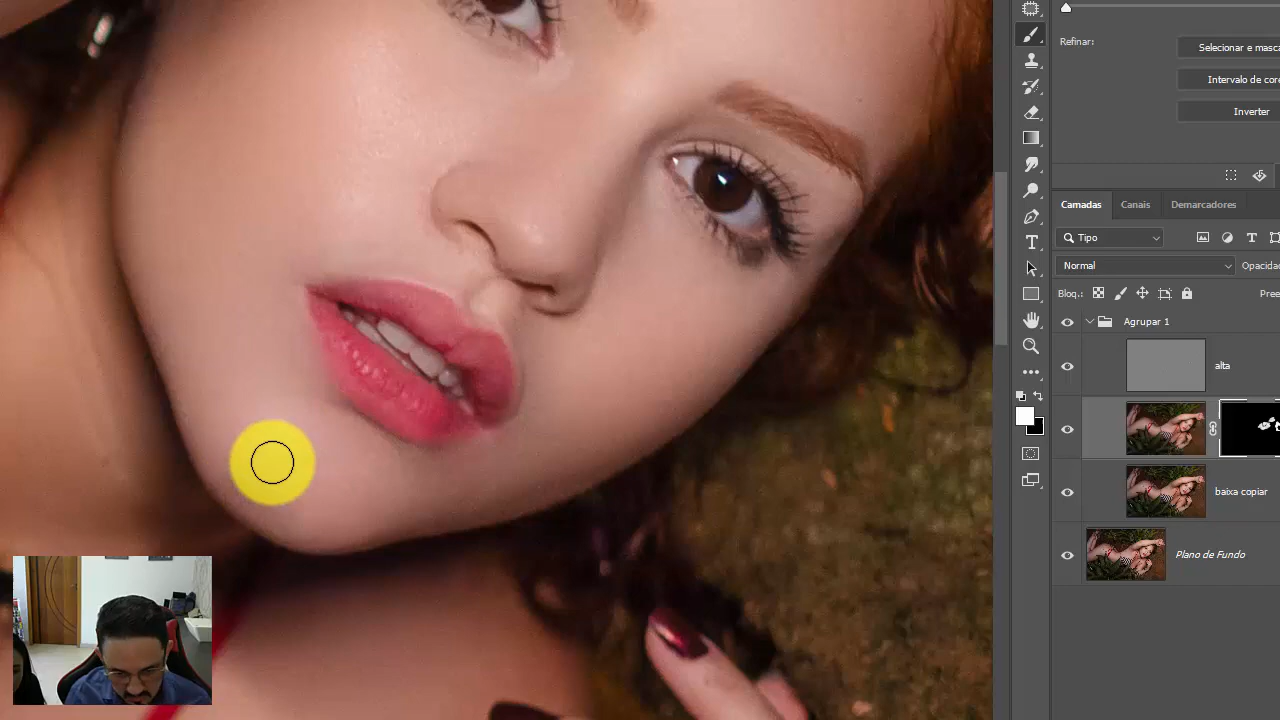 Refinar:
Selecionar e masca
Intervalo de core
Inverter
Camadas
Canais
Demarcadores
Tipo
Normal
Opacidad
Bloq.:
Pree
Agrupar 1
alta
baixa copiar
Plano de Fundo